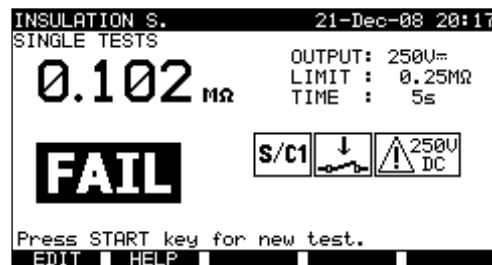 INSULATION S. 21-Dec-08 20:17
SINGLE TESTS
0.102 MΩ
OUTPUT: 250V⎓
LIMIT : 0.25MΩ
TIME : 5s
FAIL
S/C1
250V
DC
Press START key for new test.
EDIT HELP